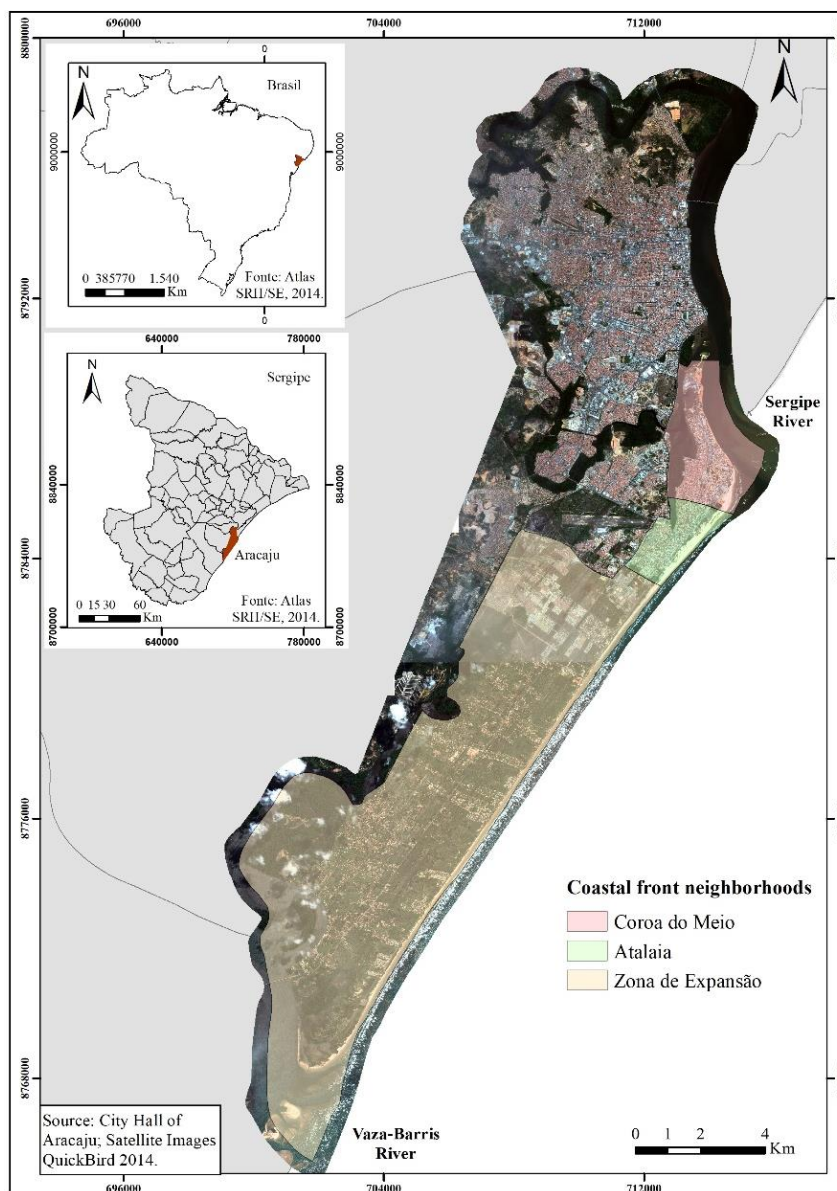 696000
704000
712000
8800000
8792000
8784000
8776000
8768000
N
0
Brasil
N
9000000
9000000
0 385770 1.540
Km
Fonte: Atlas
SRH/SE, 2014.
0
640000
780000
N
Sergipe
8840000
8840000
Aracaju
0 15 30 60
Km
Fonte: Atlas
SRH/SE, 2014.
8700000
8700000
640000
780000
Sergipe
River
Coastal front neighborhoods
Coroa do Meio
Atalaia
Zona de Expansão
Source: City Hall of
Aracaju; Satellite Images
QuickBird 2014.
Vaza-Barris
River
0 1 2 4
Km
696000
704000
712000